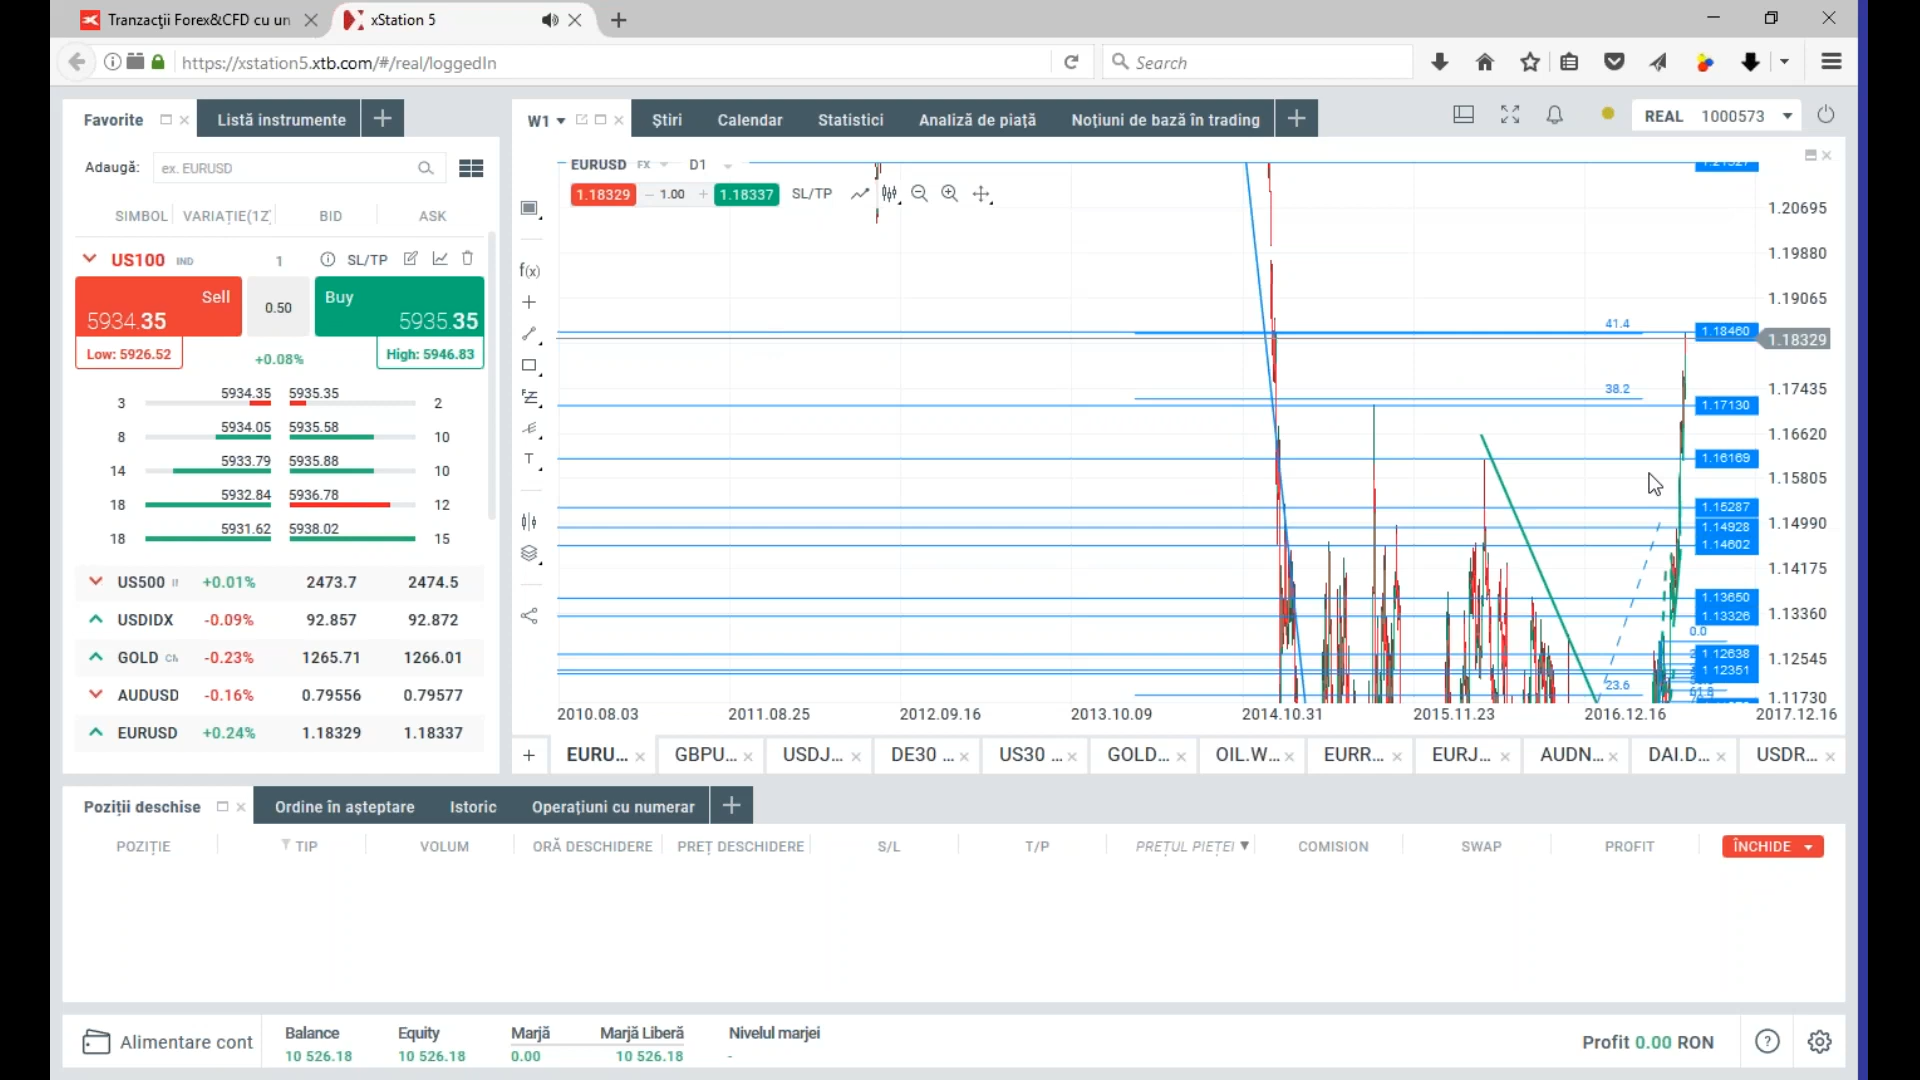 Tranzacţii Forex&CFD cu un
xStation 5
https://xstation5.xtb.com/#/real/loggedIn
Search
Favorite
Listă instrumente
Adaugă:
ex. EURUSD
SIMBOL
VARIAȚIE(1Z)
BID
ASK
US100
IND
1
SL/TP
Sell
5934.35
0.50
Buy
5935.35
Low: 5926.52
+0.08%
High: 5946.83
3 5934.35 5935.35 2
8 5934.05 5935.58 10
14 5933.79 5935.88 10
18 5932.84 5936.78 12
18 5931.62 5938.02 15
US500 +0.01% 2473.7 2474.5
USDIDX -0.09% 92.857 92.872
GOLD -0.23% 1265.71 1266.01
AUDUSD -0.16% 0.79556 0.79577
EURUSD +0.24% 1.18329 1.18337
W1
Știri
Calendar
Statistici
Analiză de piață
Noțiuni de bază în trading
REAL 1000573
EURUSD FX D1
1.18329 – 1.00 + 1.18337 SL/TP
f(x)
T
1.20695
1.19880
1.19065
41.4
1.18460
1.18329
38.2
1.17435
1.17130
1.16620
1.16169
1.15805
1.15287
1.14990
1.14928
1.14602
1.14175
1.13650
1.13360
1.13326
0.0
1.12638
1.12545
1.12351
23.6
61.8
1.11730
2010.08.03 2011.08.25 2012.09.16 2013.10.09 2014.10.31 2015.11.23 2016.12.16 2017.12.16
EURU... GBPU... USDJ... DE30 ... US30 ... GOLD... OIL.W... EURR... EURJ... AUDN... DAI.D... USDR...
Poziții deschise
Ordine în așteptare
Istoric
Operațiuni cu numerar
POZIȚIE TIP VOLUM ORĂ DESCHIDERE PREȚ DESCHIDERE S/L T/P PREȚUL PIEȚEI COMISION SWAP PROFIT ÎNCHIDE
Alimentare cont
Balance Equity Marjă Marjă Liberă Nivelul marjei
10 526.18 10 526.18 0.00 10 526.18 -
Profit 0.00 RON